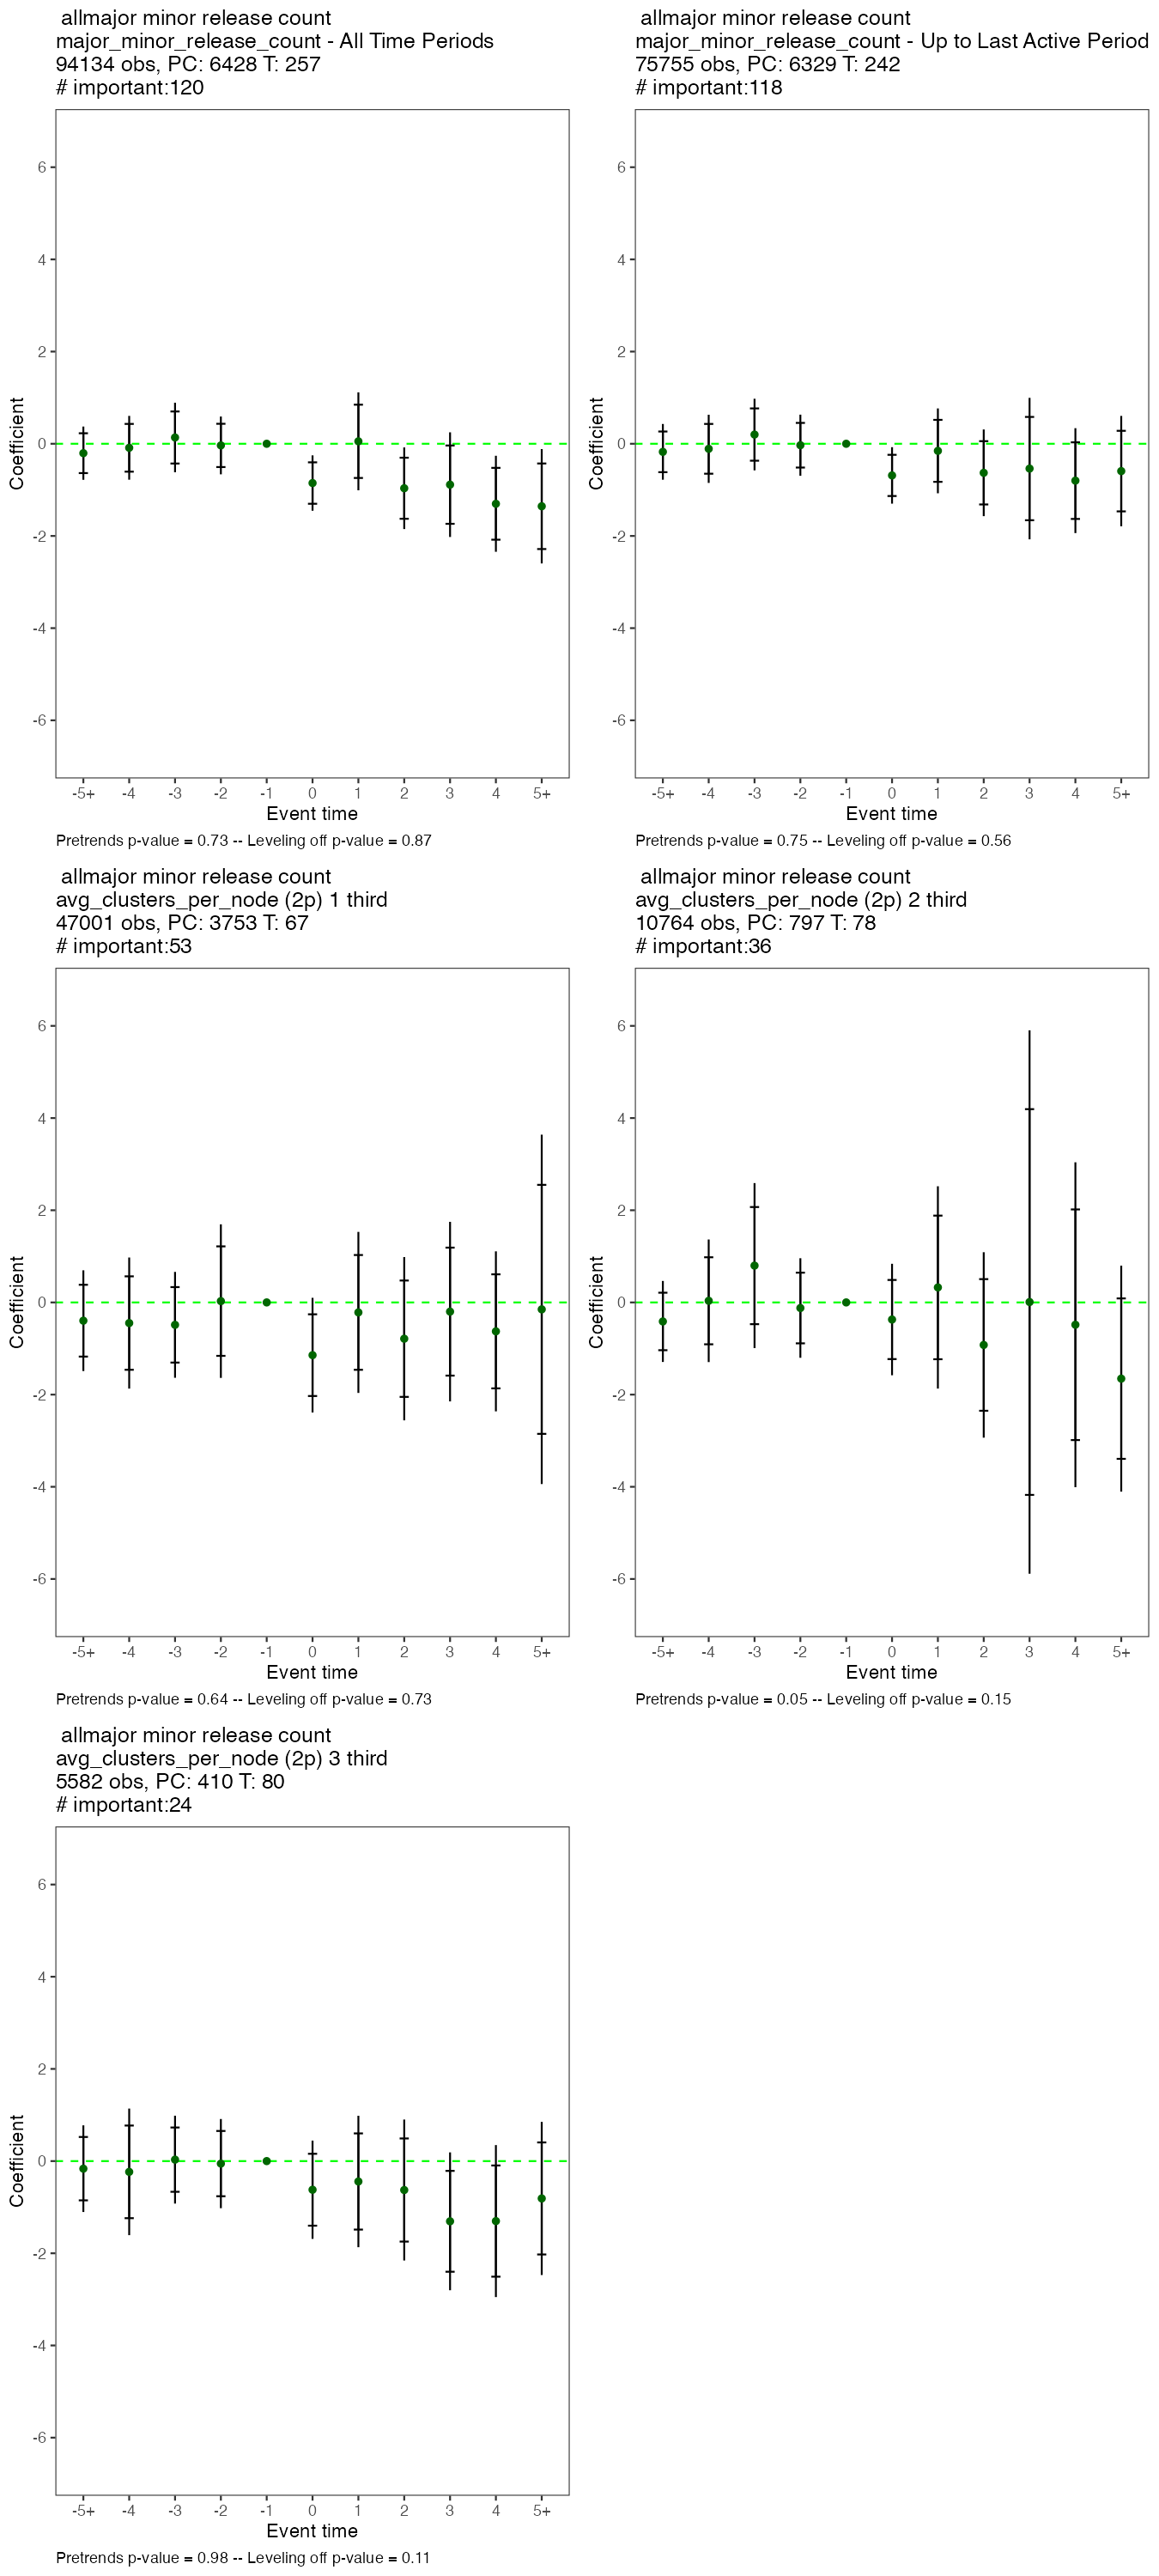 allmajor minor release count
major_minor_release_count - All Time Periods
94134 obs, PC: 6428 T: 257
# important:120
Coefficient
6
4
2
0
-2
-4
-6
-5+ -4 -3 -2 -1 0 1 2 3 4 5+
Event time
Pretrends p-value = 0.73 -- Leveling off p-value = 0.87
allmajor minor release count
major_minor_release_count - Up to Last Active Period
75755 obs, PC: 6329 T: 242
# important:118
Coefficient
6
4
2
0
-2
-4
-6
-5+ -4 -3 -2 -1 0 1 2 3 4 5+
Event time
Pretrends p-value = 0.75 -- Leveling off p-value = 0.56
allmajor minor release count
avg_clusters_per_node (2p) 1 third
47001 obs, PC: 3753 T: 67
# important:53
Coefficient
6
4
2
0
-2
-4
-6
-5+ -4 -3 -2 -1 0 1 2 3 4 5+
Event time
Pretrends p-value = 0.64 -- Leveling off p-value = 0.73
allmajor minor release count
avg_clusters_per_node (2p) 2 third
10764 obs, PC: 797 T: 78
# important:36
Coefficient
6
4
2
0
-2
-4
-6
-5+ -4 -3 -2 -1 0 1 2 3 4 5+
Event time
Pretrends p-value = 0.05 -- Leveling off p-value = 0.15
allmajor minor release count
avg_clusters_per_node (2p) 3 third
5582 obs, PC: 410 T: 80
# important:24
Coefficient
6
4
2
0
-2
-4
-6
-5+ -4 -3 -2 -1 0 1 2 3 4 5+
Event time
Pretrends p-value = 0.98 -- Leveling off p-value = 0.11